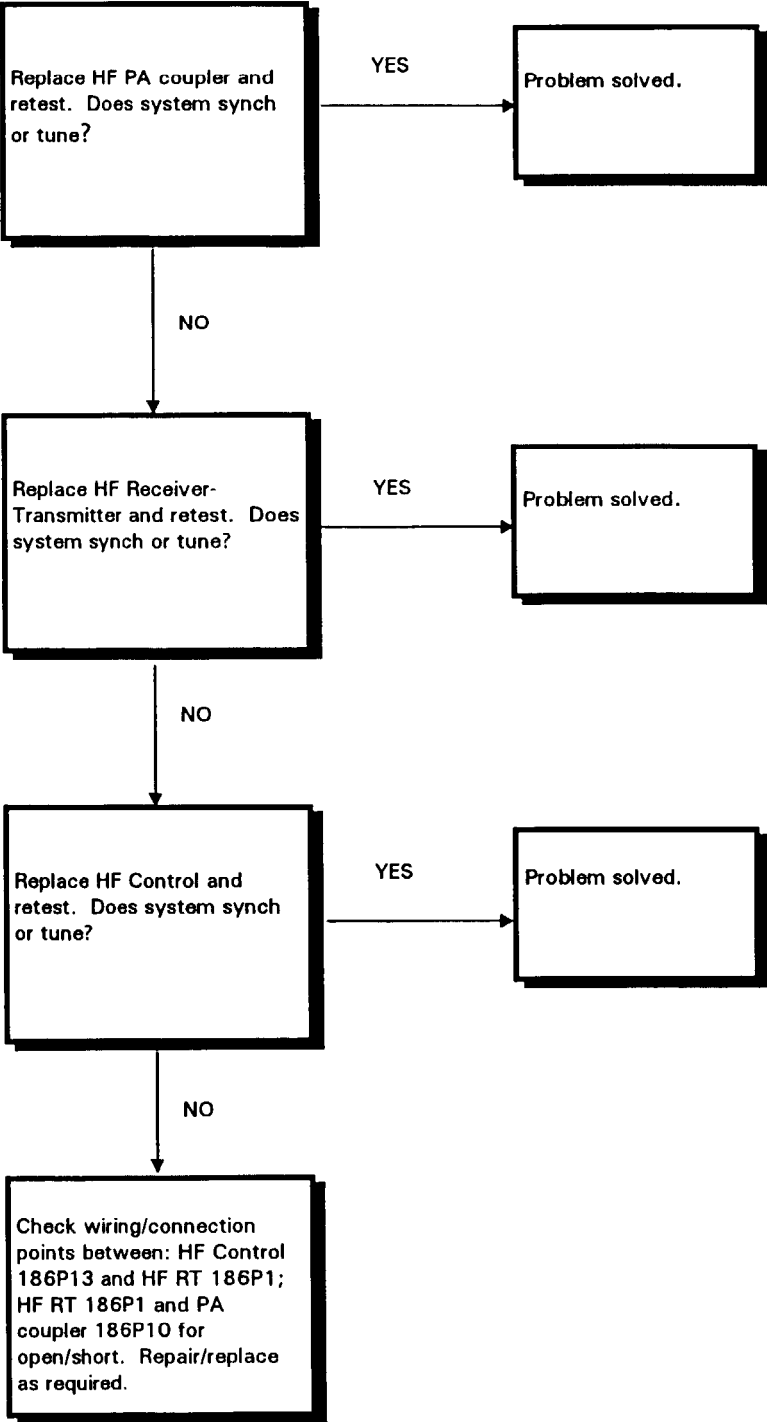 Replace HF PA coupler and
retest. Does system synch
or tune?
YES
Problem solved.
NO
Replace HF Receiver-
Transmitter and retest. Does
system synch or tune?
YES
Problem solved.
NO
Replace HF Control and
retest. Does system synch
or tune?
YES
Problem solved.
NO
Check wiring/connection
points between: HF Control
186P13 and HF RT 186P1;
HF RT 186P1 and PA
coupler 186P10 for
open/short. Repair/replace
as required.